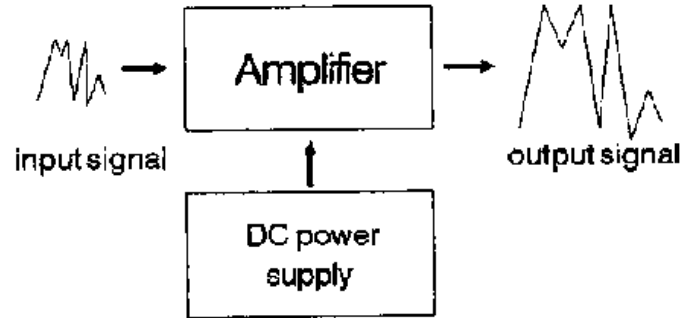 Amplifier
input signal
output signal
DC power
supply